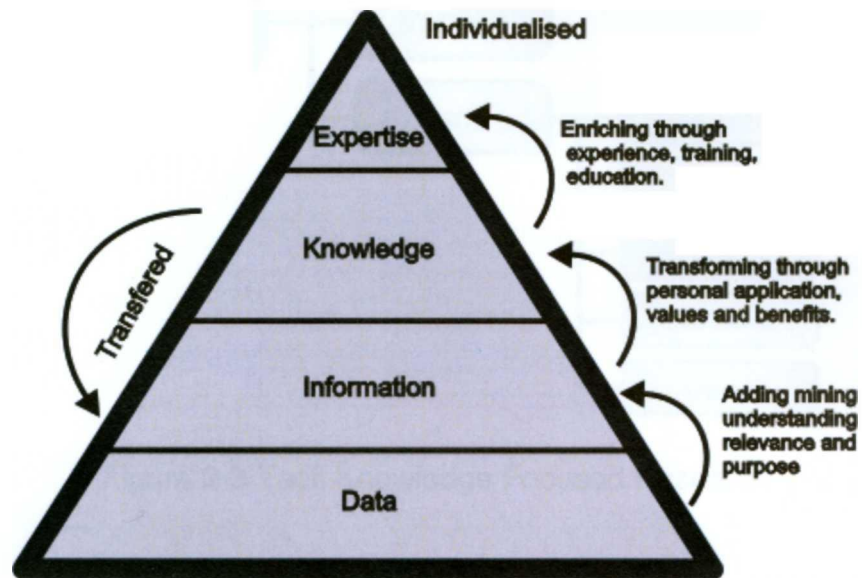 Individualised
Expertise
Enriching through
experience, training,
education.
Knowledge
Transfered
Transforming through
personal application,
values and benefits.
Information
Adding mining
understanding
relevance and
purpose
Data